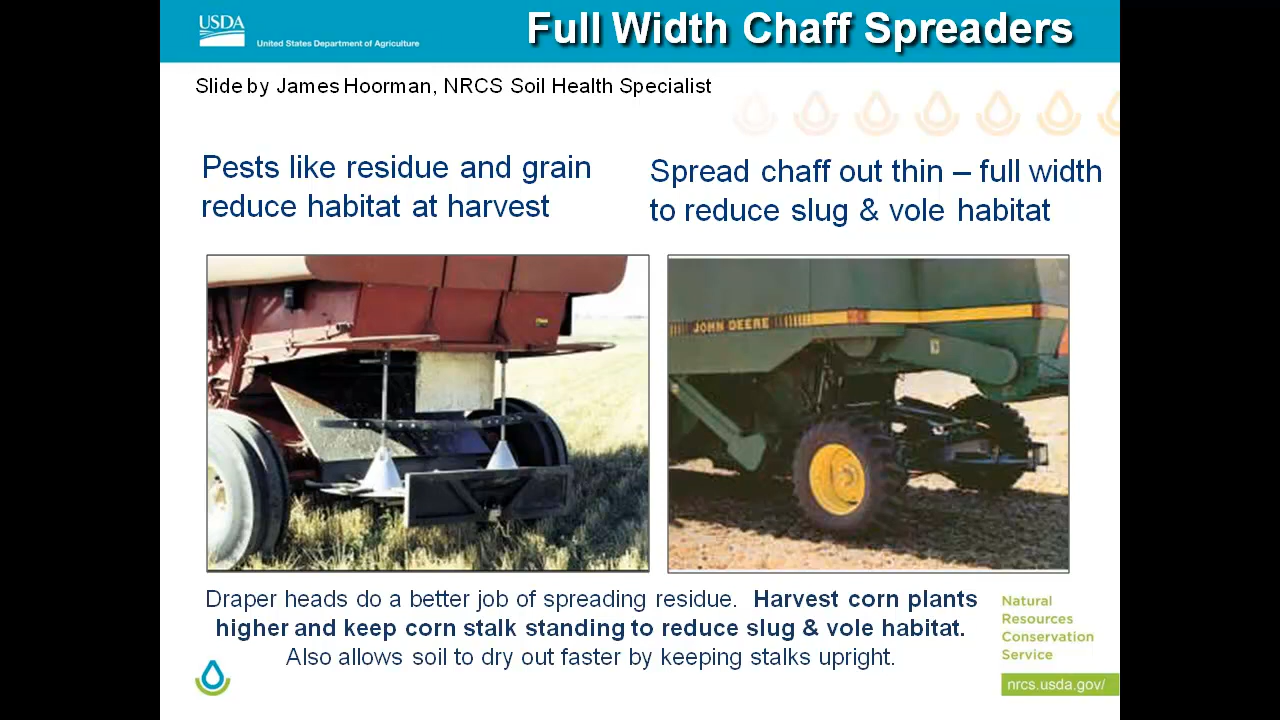 USDA
United States Department of Agriculture
Full Width Chaff Spreaders
Slide by James Hoorman, NRCS Soil Health Specialist
Pests like residue and grain
reduce habitat at harvest
Spread chaff out thin – full width
to reduce slug & vole habitat
JOHN DEERE
Draper heads do a better job of spreading residue. Harvest corn plants
higher and keep corn stalk standing to reduce slug & vole habitat.
Also allows soil to dry out faster by keeping stalks upright.
Natural
Resources
Conservation
Service
nrcs.usda.gov/